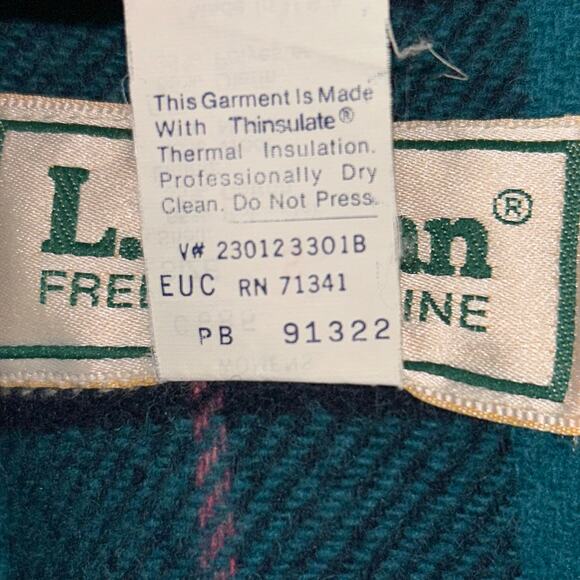 This Garment Is Made
With Thinsulate®
Thermal Insulation.
Professionally Dry
Clean. Do Not Press.
V# 230123301B
EUC RN 71341
PB 91322
L. an®
FREE INE